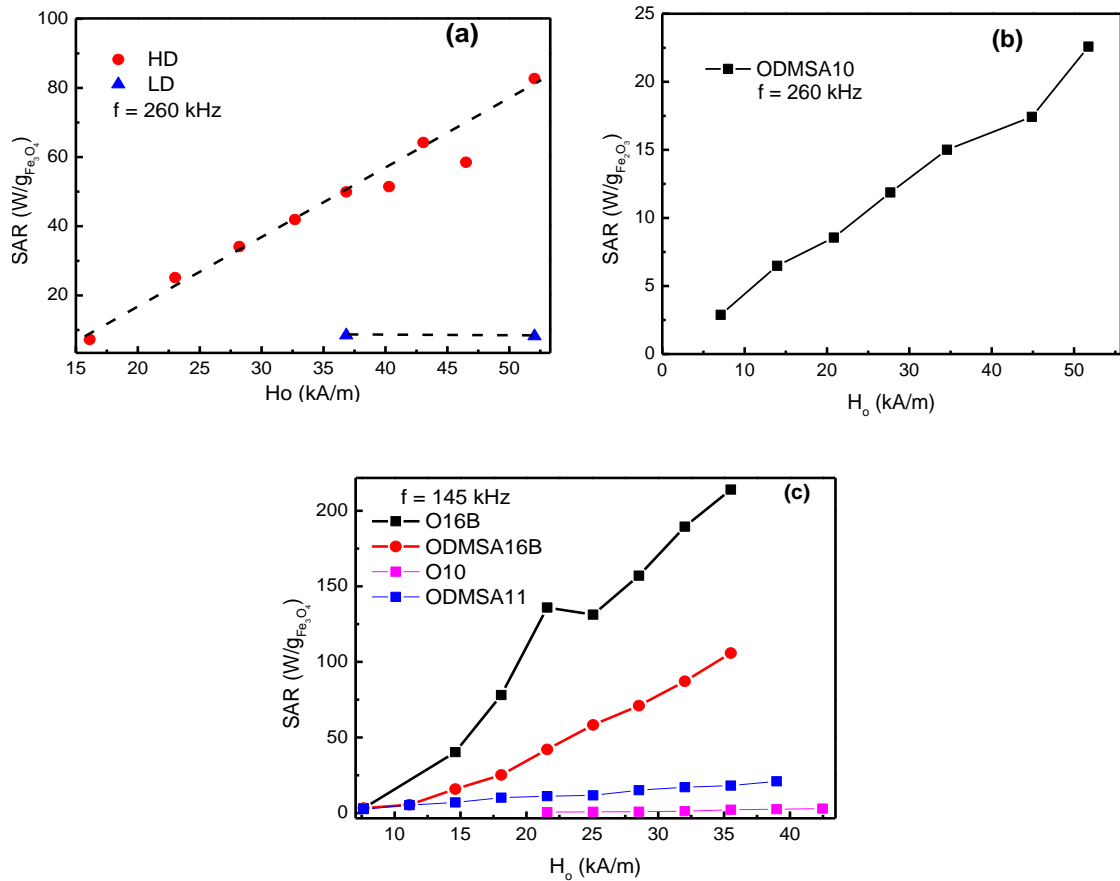 (a)
HD
LD
f = 260 kHz
100
80
60
40
20
SAR (W/gFe3O4)
15 20 25 30 35 40 45 50
Ho (kA/m)
(b)
ODMSA10
f = 260 kHz
25
20
15
10
5
0
SAR (W/gFe2O3)
0 10 20 30 40 50
Ho (kA/m)
(c)
f = 145 kHz
O16B
ODMSA16B
O10
ODMSA11
200
150
100
50
0
SAR (W/gFe3O4)
10 15 20 25 30 35 40
Ho (kA/m)